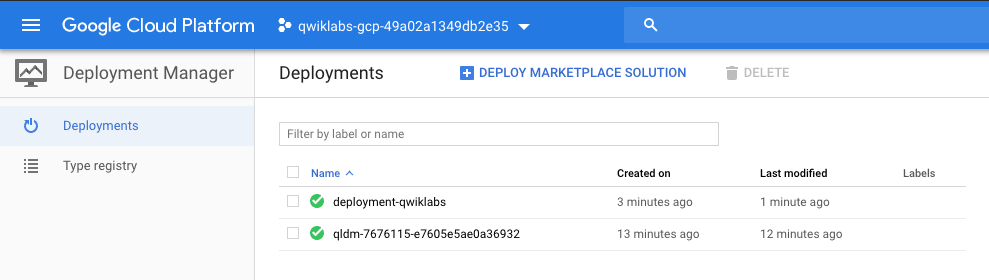 Google Cloud Platform qwiklabs-gcp-49a02a1349db2e35
Deployment Manager Deployments DEPLOY MARKETPLACE SOLUTION DELETE
Deployments
Type registry
Filter by label or name
Name Created on Last modified Labels
deployment-qwiklabs 3 minutes ago 1 minute ago
qldm-7676115-e7605e5ae0a36932 13 minutes ago 12 minutes ago